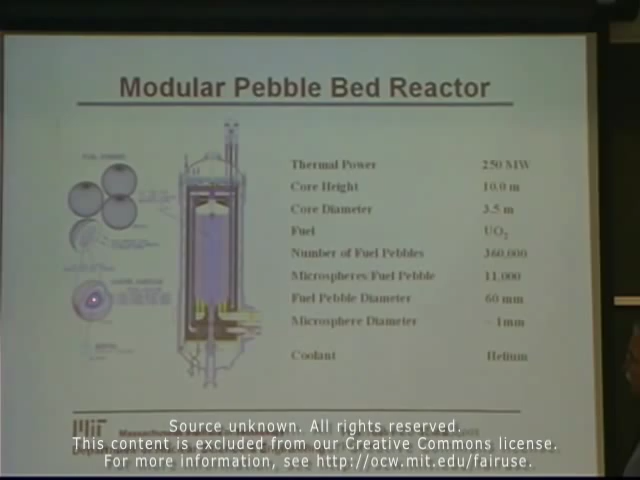 Modular Pebble Bed Reactor
Thermal Power 250 MW
Core Height 10.0 m
Core Diameter 3.5 m
Fuel UO2
Number of Fuel Pebbles 360,000
Microspheres/Fuel Pebble 11,000
Fuel Pebble Diameter 60 mm
Microsphere Diameter ~ 1mm
Coolant Helium
MIT
Source unknown. All rights reserved.
This content is excluded from our Creative Commons license.
For more information, see http://ocw.mit.edu/fairuse.